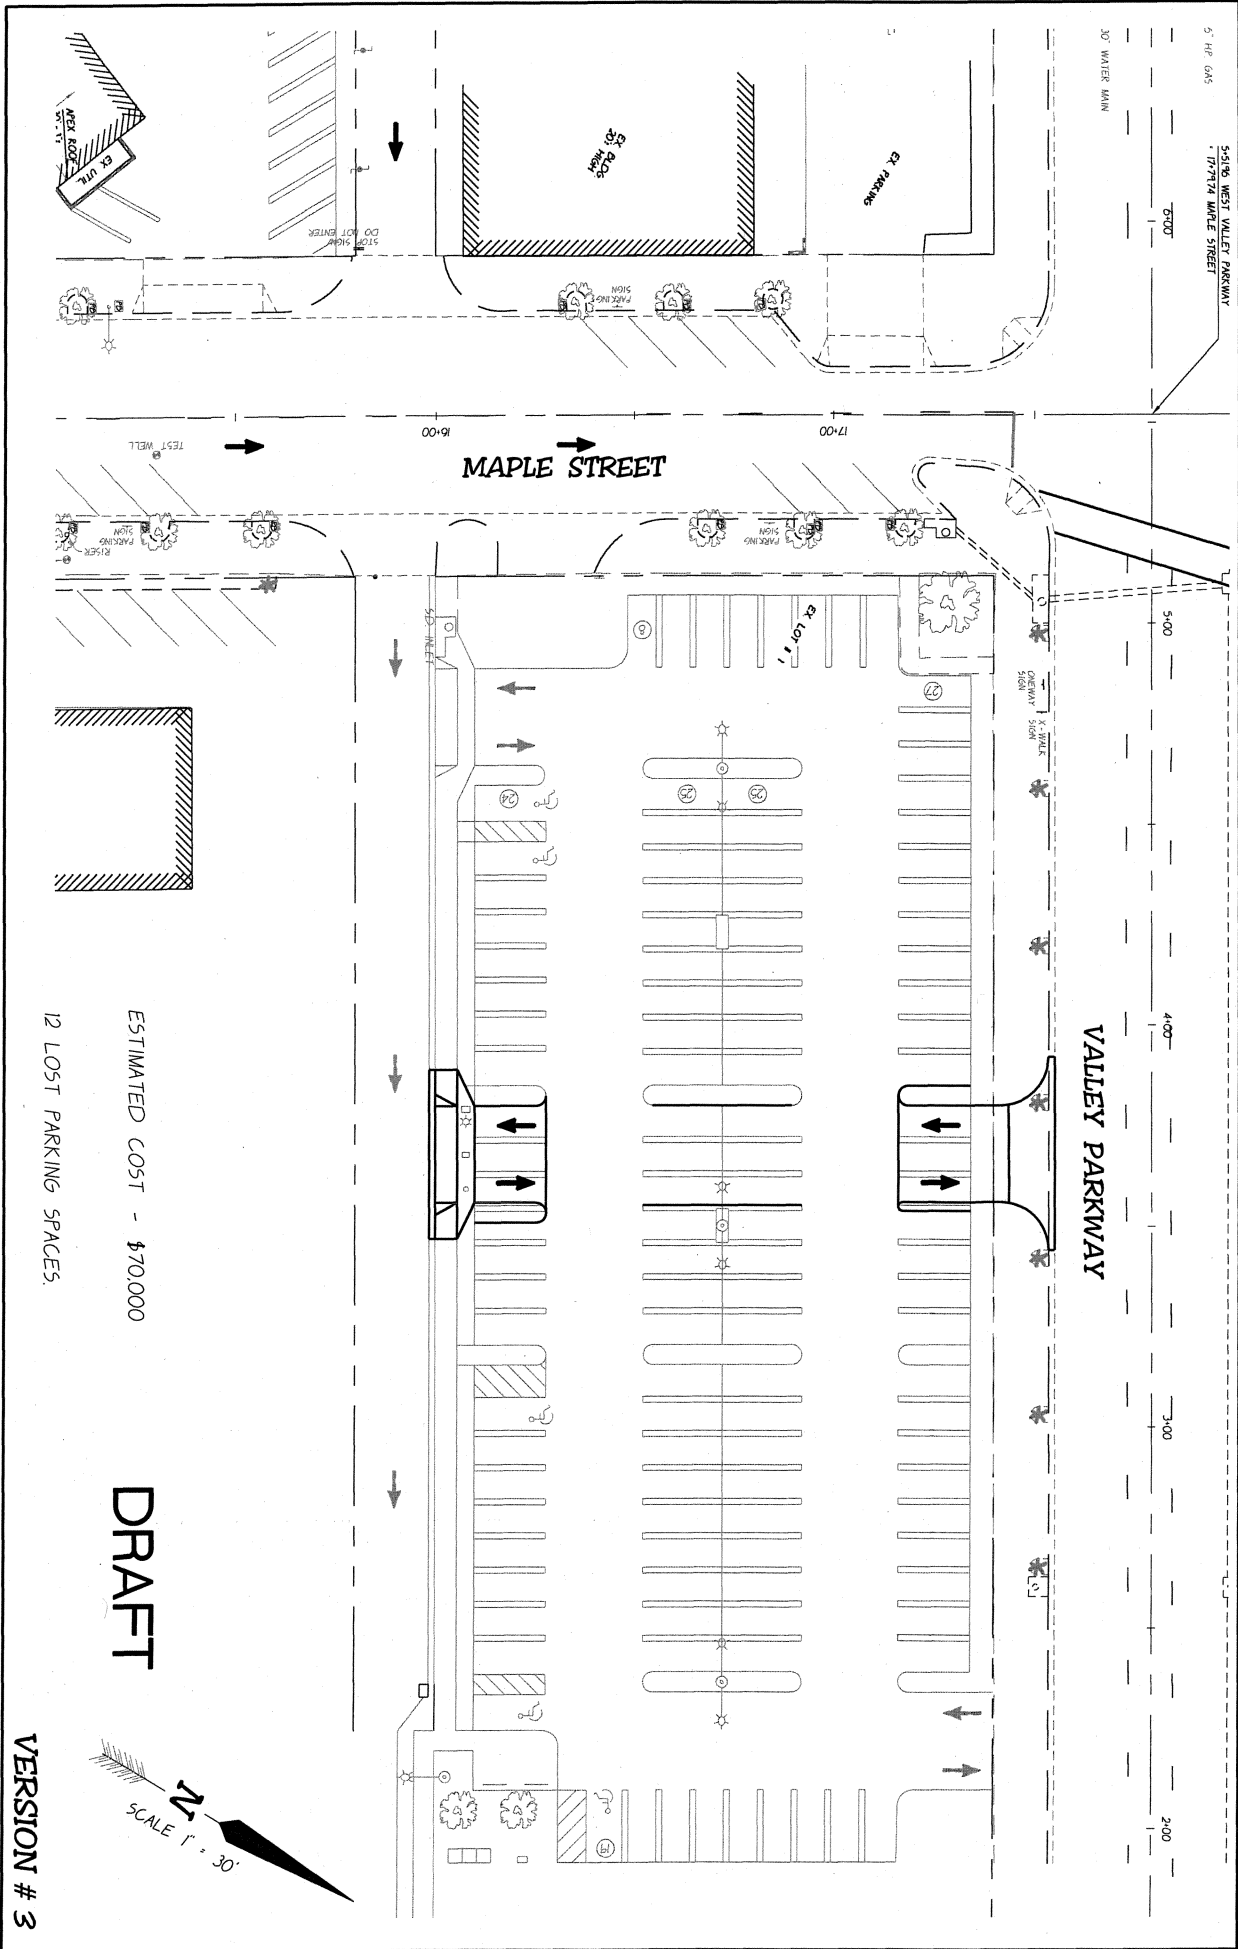 6" H.P. GAS
30" WATER MAIN
5+51.96 WEST VALLEY PARKWAY
= 17+79.74 MAPLE STREET
6+00
5+00
4+00
3+00
2+00
VALLEY PARKWAY
EX PARKING
EX BLDG
20'± HIGH
APEX ROOF
EX UTIL
STOP SIGN
DO NOT ENTER
PARKING
SIGN
16+00
17+00
MAPLE STREET
TEST WELL
PARKING
SIGN
RISER
PARKING
SIGN
EX LOT # 1
S.D. INLET
ONEWAY
SIGN
X-WALK
SIGN
8
27
24
25
25
19
ESTIMATED COST - $70,000
12 LOST PARKING SPACES.
DRAFT
N
SCALE 1" = 30'
VERSION # 3